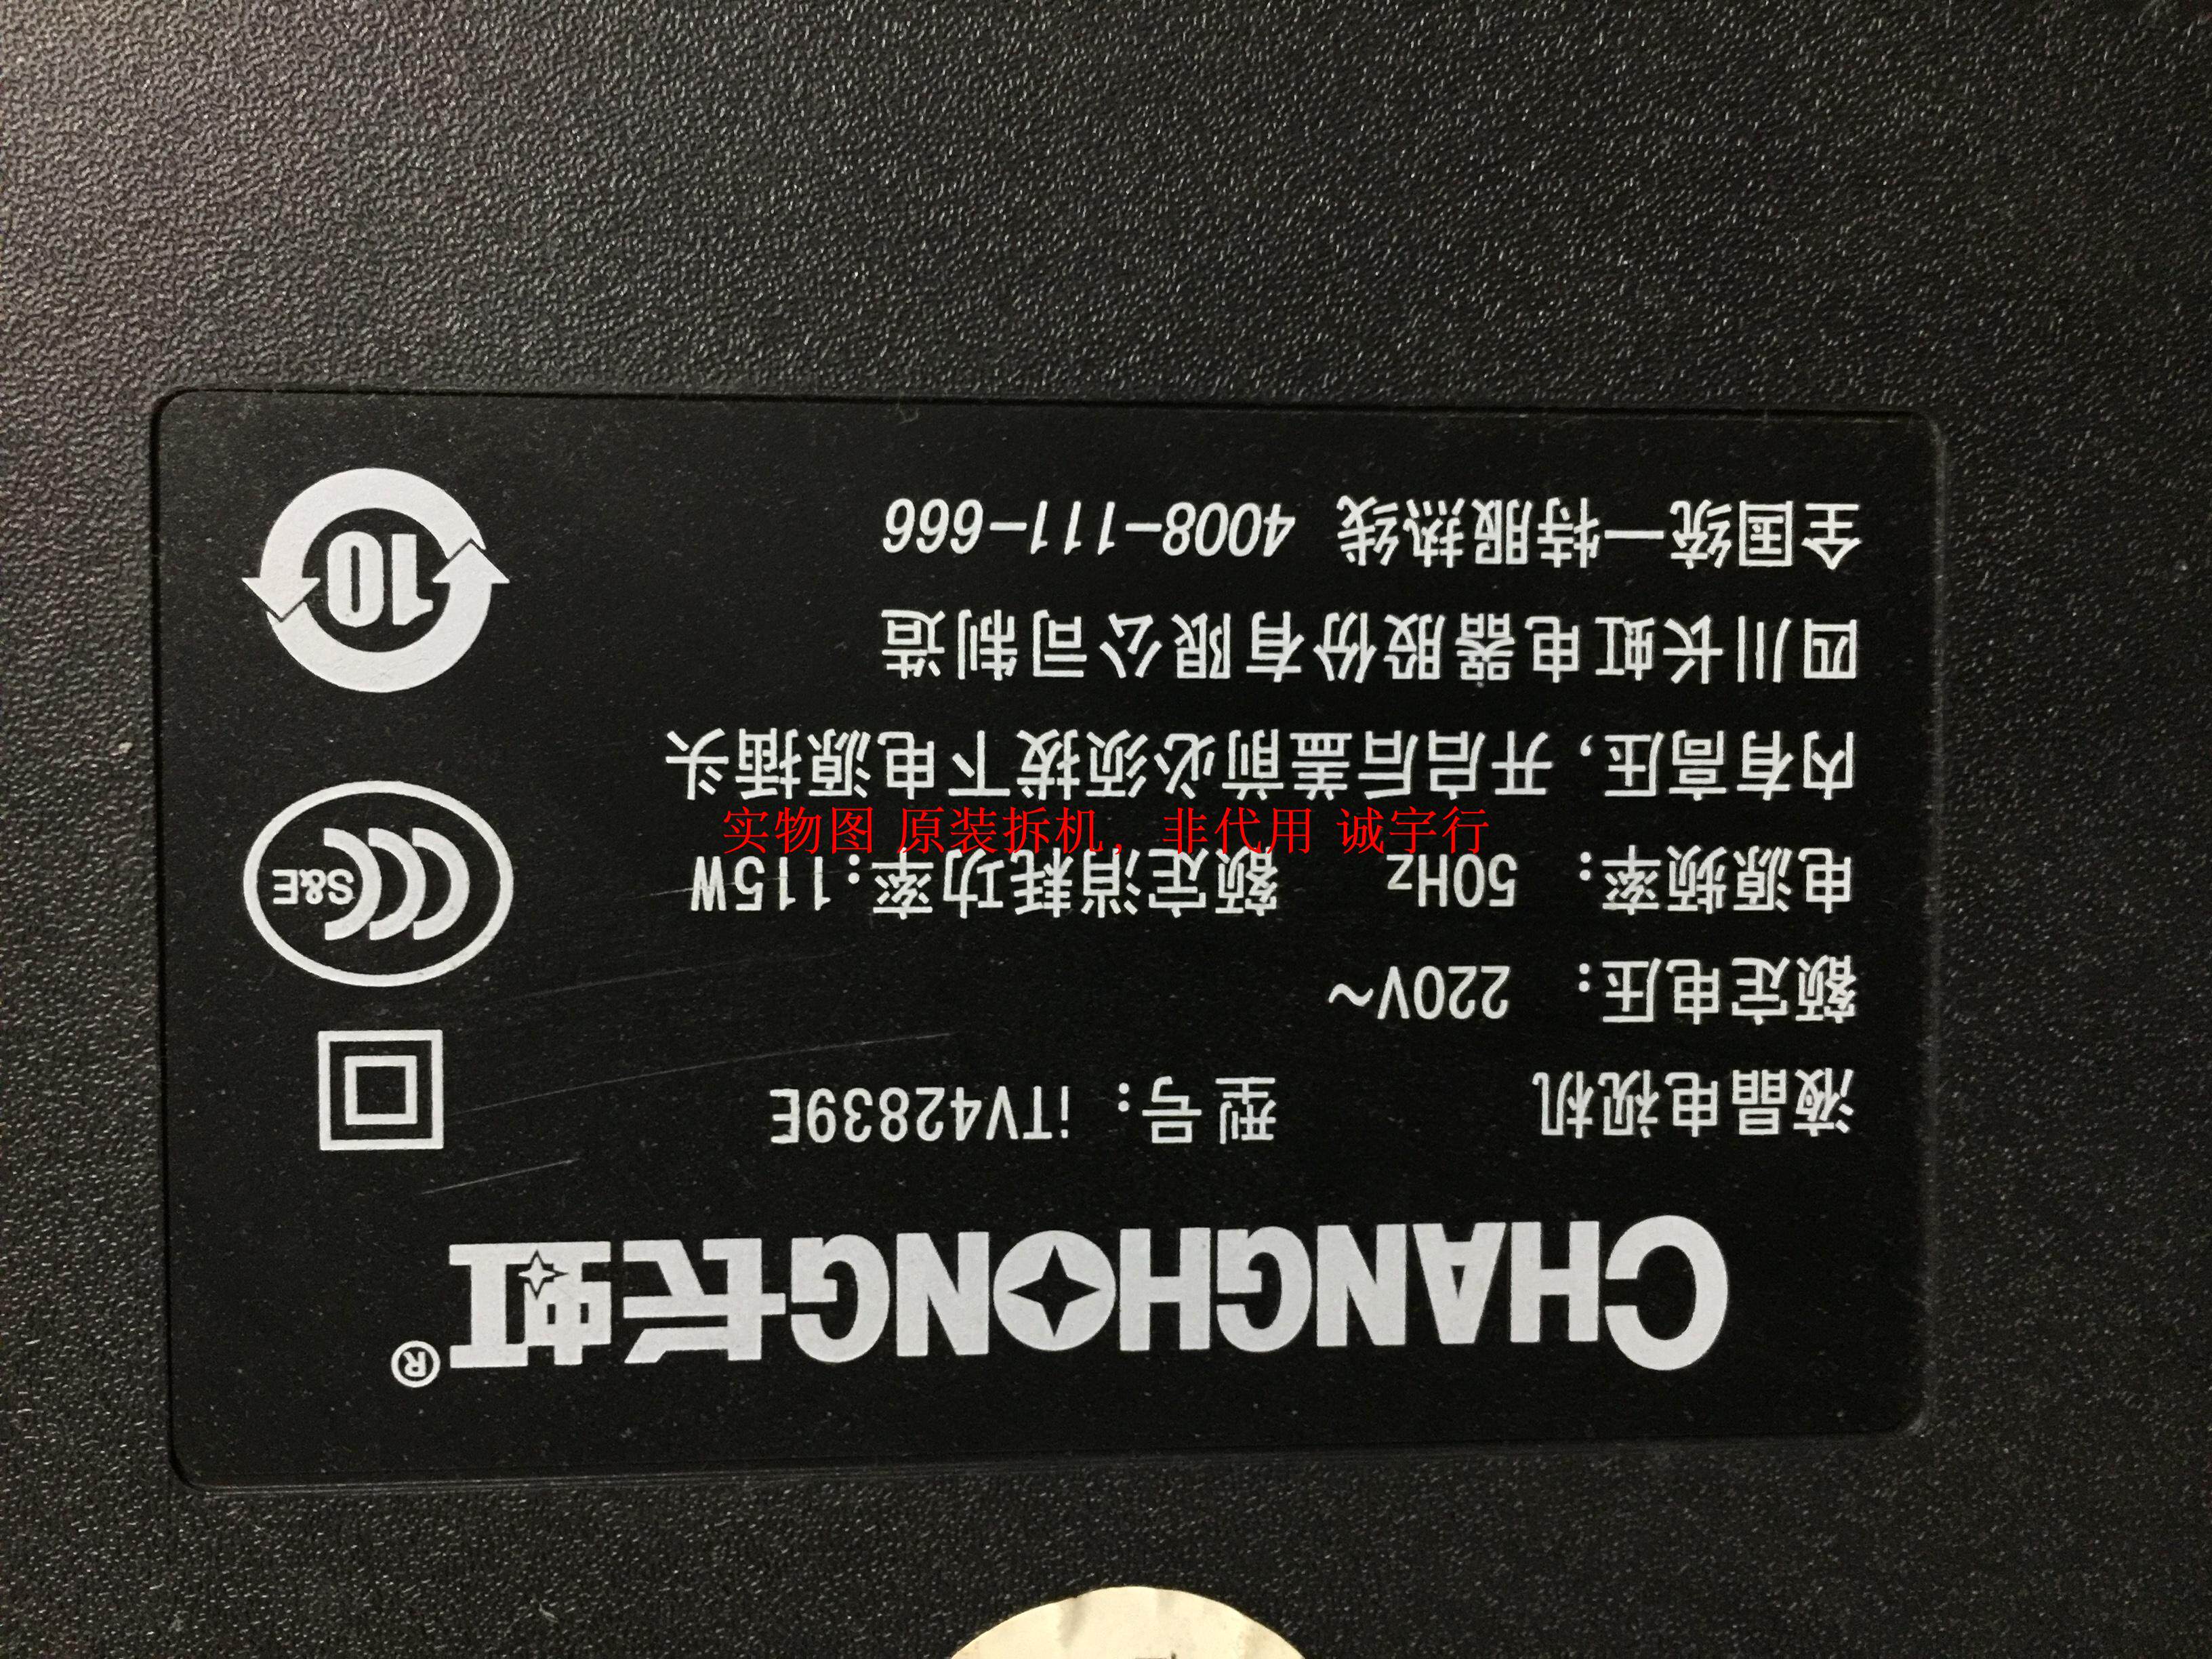 CHANGHONG长虹®
液晶电视机 型号: iTV42839E
额定电压: 220V~
电源频率: 50Hz 额定消耗功率:115W
内有高压,开启后盖前必须拔下电源插头
四川长虹电器股份有限公司制造
全国统一特服热线 4008-111-666
CCC S&E
10
实物图 原装拆机，非代用 诚宇行